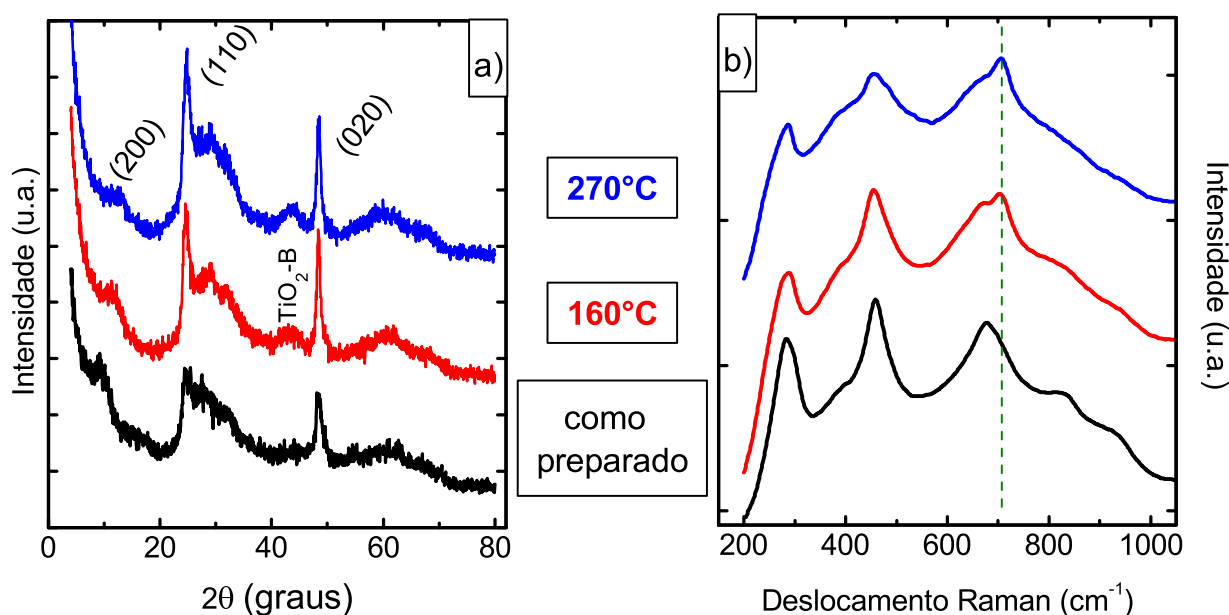 a)
(200)
(110)
(020)
TiO2-B
Intensidade (u.a.)
0 20 40 60 80
2θ (graus)
270°C
160°C
como
preparado
b)
Intensidade (u.a.)
200 400 600 800 1000
Deslocamento Raman (cm-1)